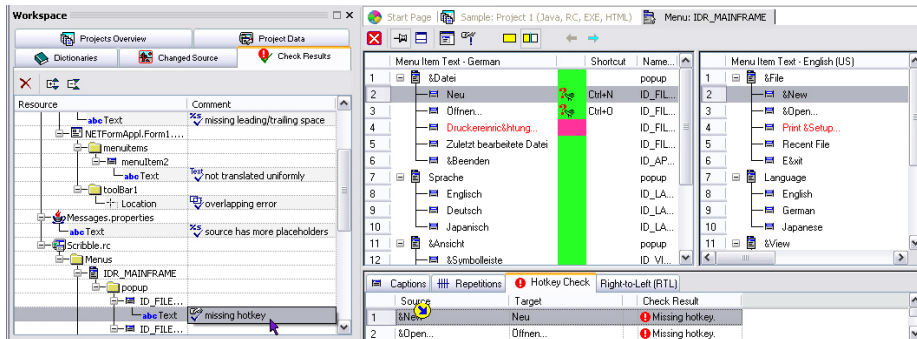 Workspace
Projects Overview
Project Data
Dictionaries
Changed Source
Check Results
Resource Comment
abc Text missing leading/trailing space
NETFormAppl.Form1....
menuitems
menuItem2
abc Text Text not translated uniformly
toolBar1
Location overlapping error
Messages.properties
abc Text %s source has more placeholders
Scribble.rc
Menus
IDR_MAINFRAME
popup
ID_FILE...
abc Text missing hotkey
ID_FILE...
Start Page
Sample: Project 1 (Java, RC, EXE, HTML)
Menu: IDR_MAINFRAME
Menu Item Text - German Shortcut Name...
1 &Datei popup
2 Neu Ctrl+N ID_FIL...
3 Öffnen... Ctrl+O ID_FIL...
4 Druckereinric&htung... ID_FIL...
5 Zuletzt bearbeitete Datei ID_FIL...
6 &Beenden ID_AP...
7 Sprache popup
8 Englisch ID_LA...
9 Deutsch ID_LA...
10 Japanisch ID_LA...
11 &Ansicht popup
12 &Symbolleiste ID_VI...
Menu Item Text - English (US)
1 &File
2 &New
3 &Open...
4 Print &Setup...
5 Recent File
6 E&xit
7 Language
8 English
9 German
10 Japanese
11 &View
Captions
Repetitions
Hotkey Check
Right-to-Left (RTL)
Source Target Check Result
1 &New Neu Missing hotkey.
2 &Open... Öffnen... Missing hotkey.